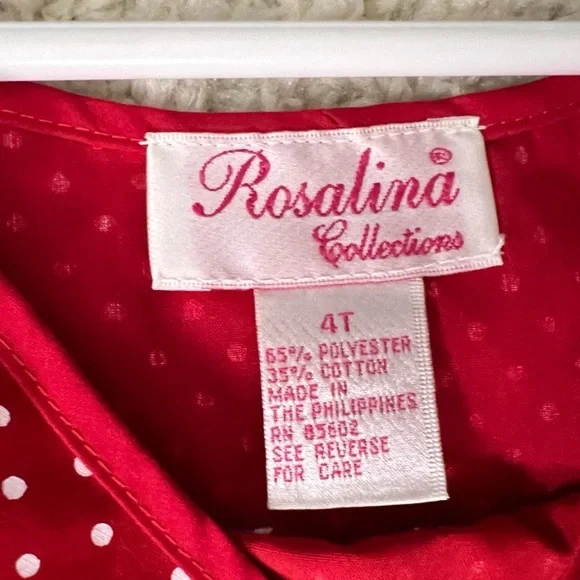 Rosalina®
Collections
4T
65% POLYESTER
35% COTTON
MADE IN
THE PHILIPPINES
RN 85602
SEE REVERSE
FOR CARE